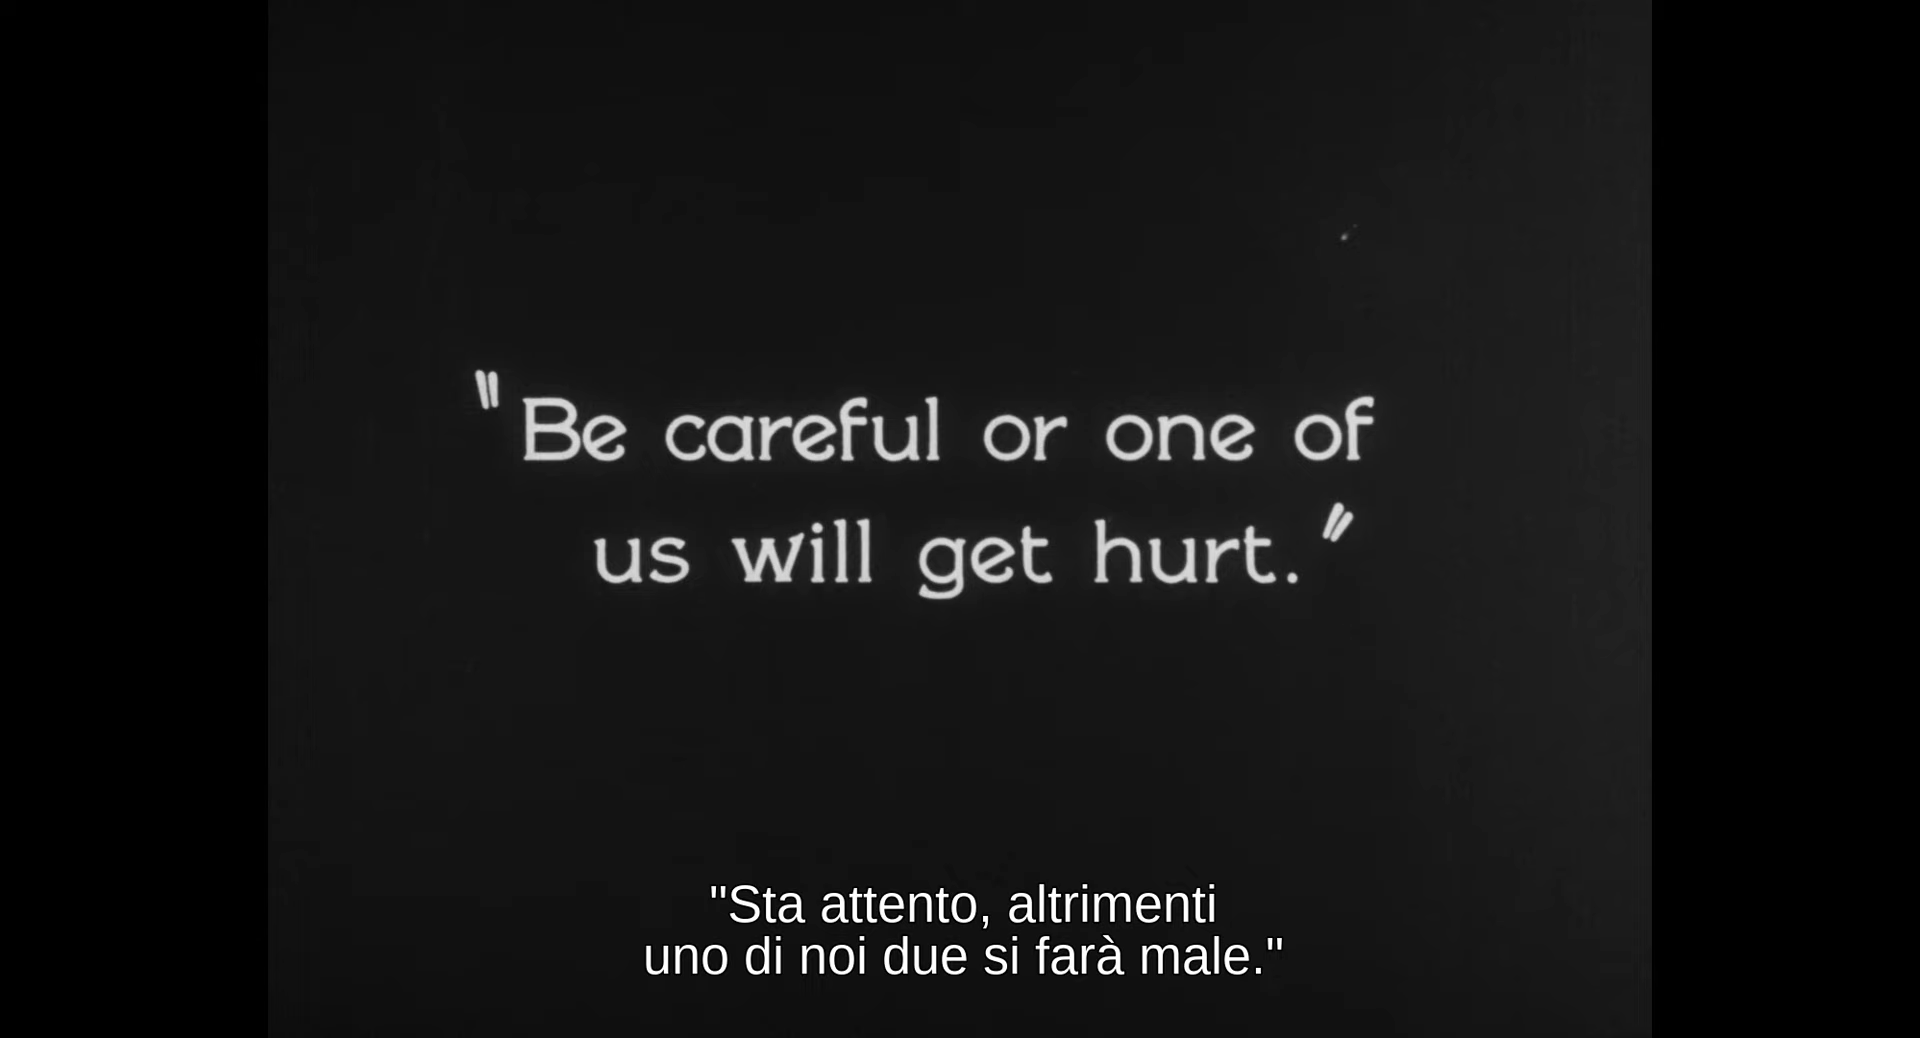 "Be careful or one of
us will get hurt."
"Sta attento, altrimenti
uno di noi due si farà male."